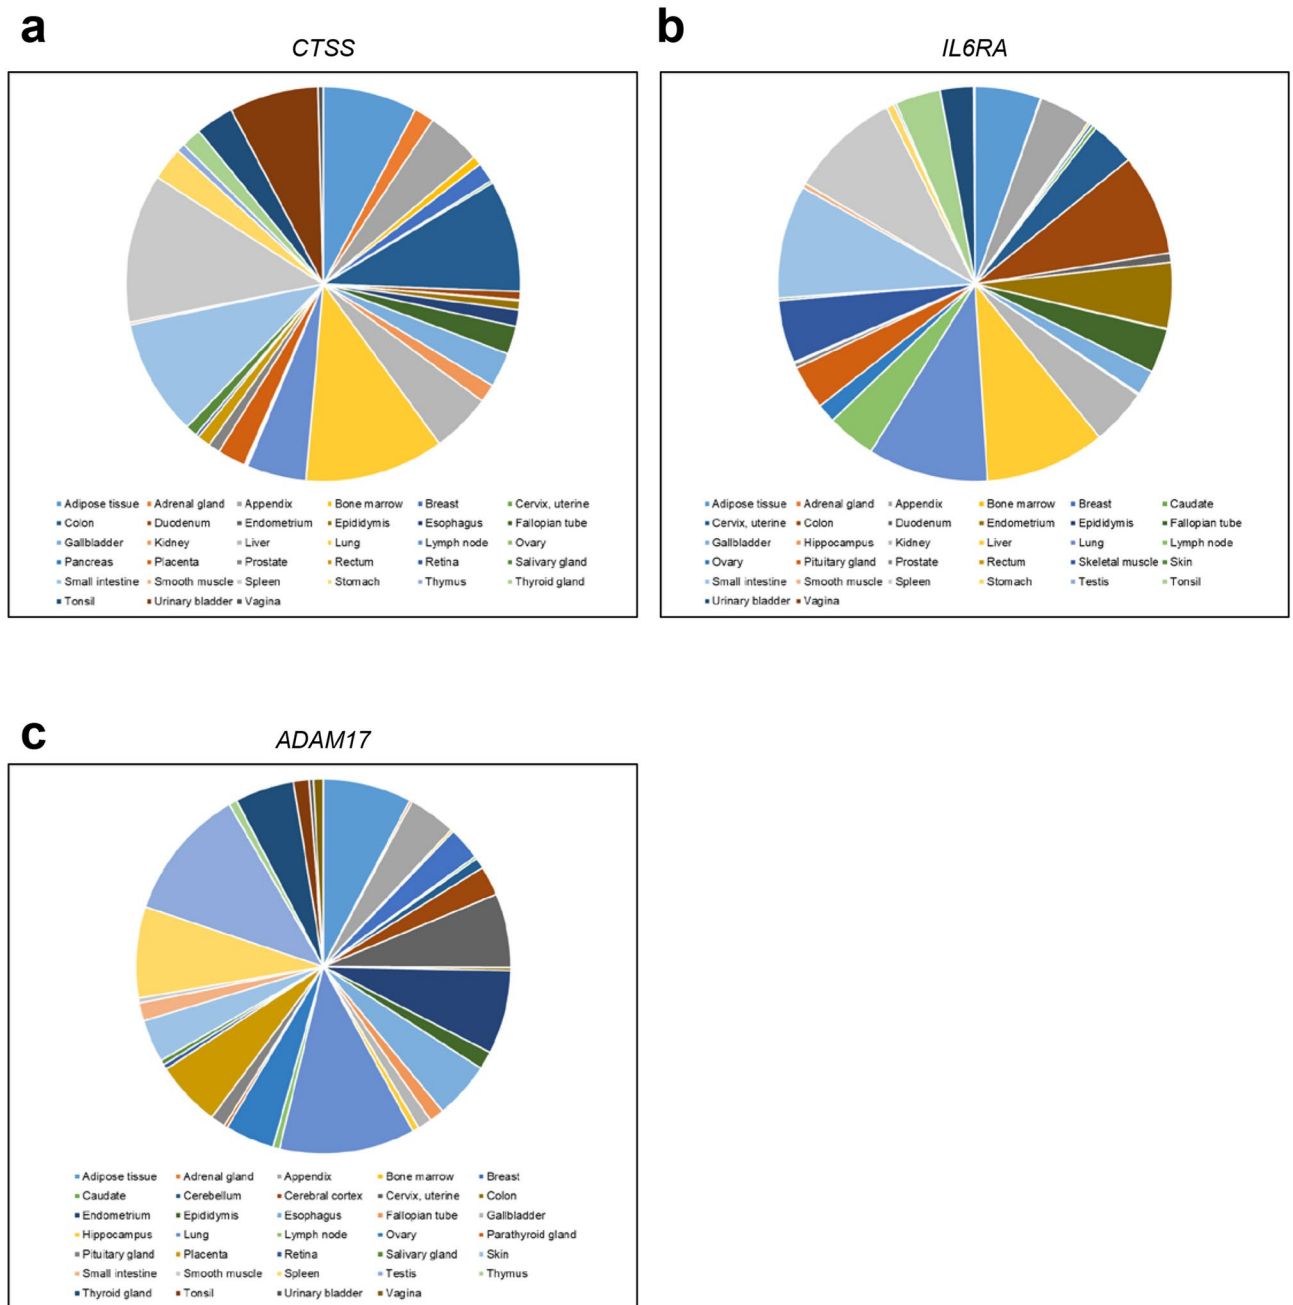 a
CTSS
Adipose tissue Adrenal gland Appendix Bone marrow Breast Cervix, uterine
Colon Duodenum Endometrium Epididymis Esophagus Fallopian tube
Gallbladder Kidney Liver Lung Lymph node Ovary
Pancreas Placenta Prostate Rectum Retina Salivary gland
Small intestine Smooth muscle Spleen Stomach Thymus Thyroid gland
Tonsil Urinary bladder Vagina
b
IL6RA
Adipose tissue Adrenal gland Appendix Bone marrow Breast Caudate
Cervix, uterine Colon Duodenum Endometrium Epididymis Fallopian tube
Gallbladder Hippocampus Kidney Liver Lung Lymph node
Ovary Pituitary gland Prostate Rectum Skeletal muscle Skin
Small intestine Smooth muscle Spleen Stomach Testis Tonsil
Urinary bladder Vagina
c
ADAM17
Adipose tissue Adrenal gland Appendix Bone marrow Breast
Caudate Cerebellum Cerebral cortex Cervix, uterine Colon
Endometrium Epididymis Esophagus Fallopian tube Gallbladder
Hippocampus Lung Lymph node Ovary Parathyroid gland
Pituitary gland Placenta Retina Salivary gland Skin
Small intestine Smooth muscle Spleen Testis Thymus
Thyroid gland Tonsil Urinary bladder Vagina